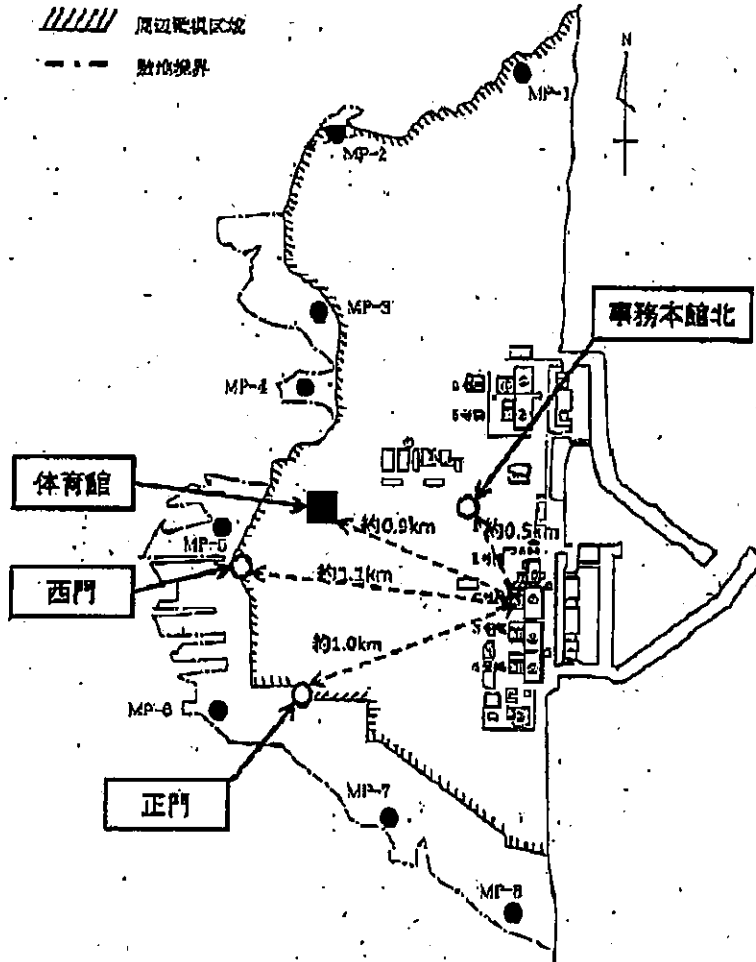 周辺監視区域
敷地境界
N
MP-1
MP-2
MP-3
事務本館北
MP-4
体育館
約0.9km
約0.5km
MP-5
西門
約1.1km
約1.0km
MP-6
正門
MP-7
MP-8